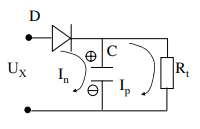 D
⊕ C
U_X I_n I_p R_t
⊖